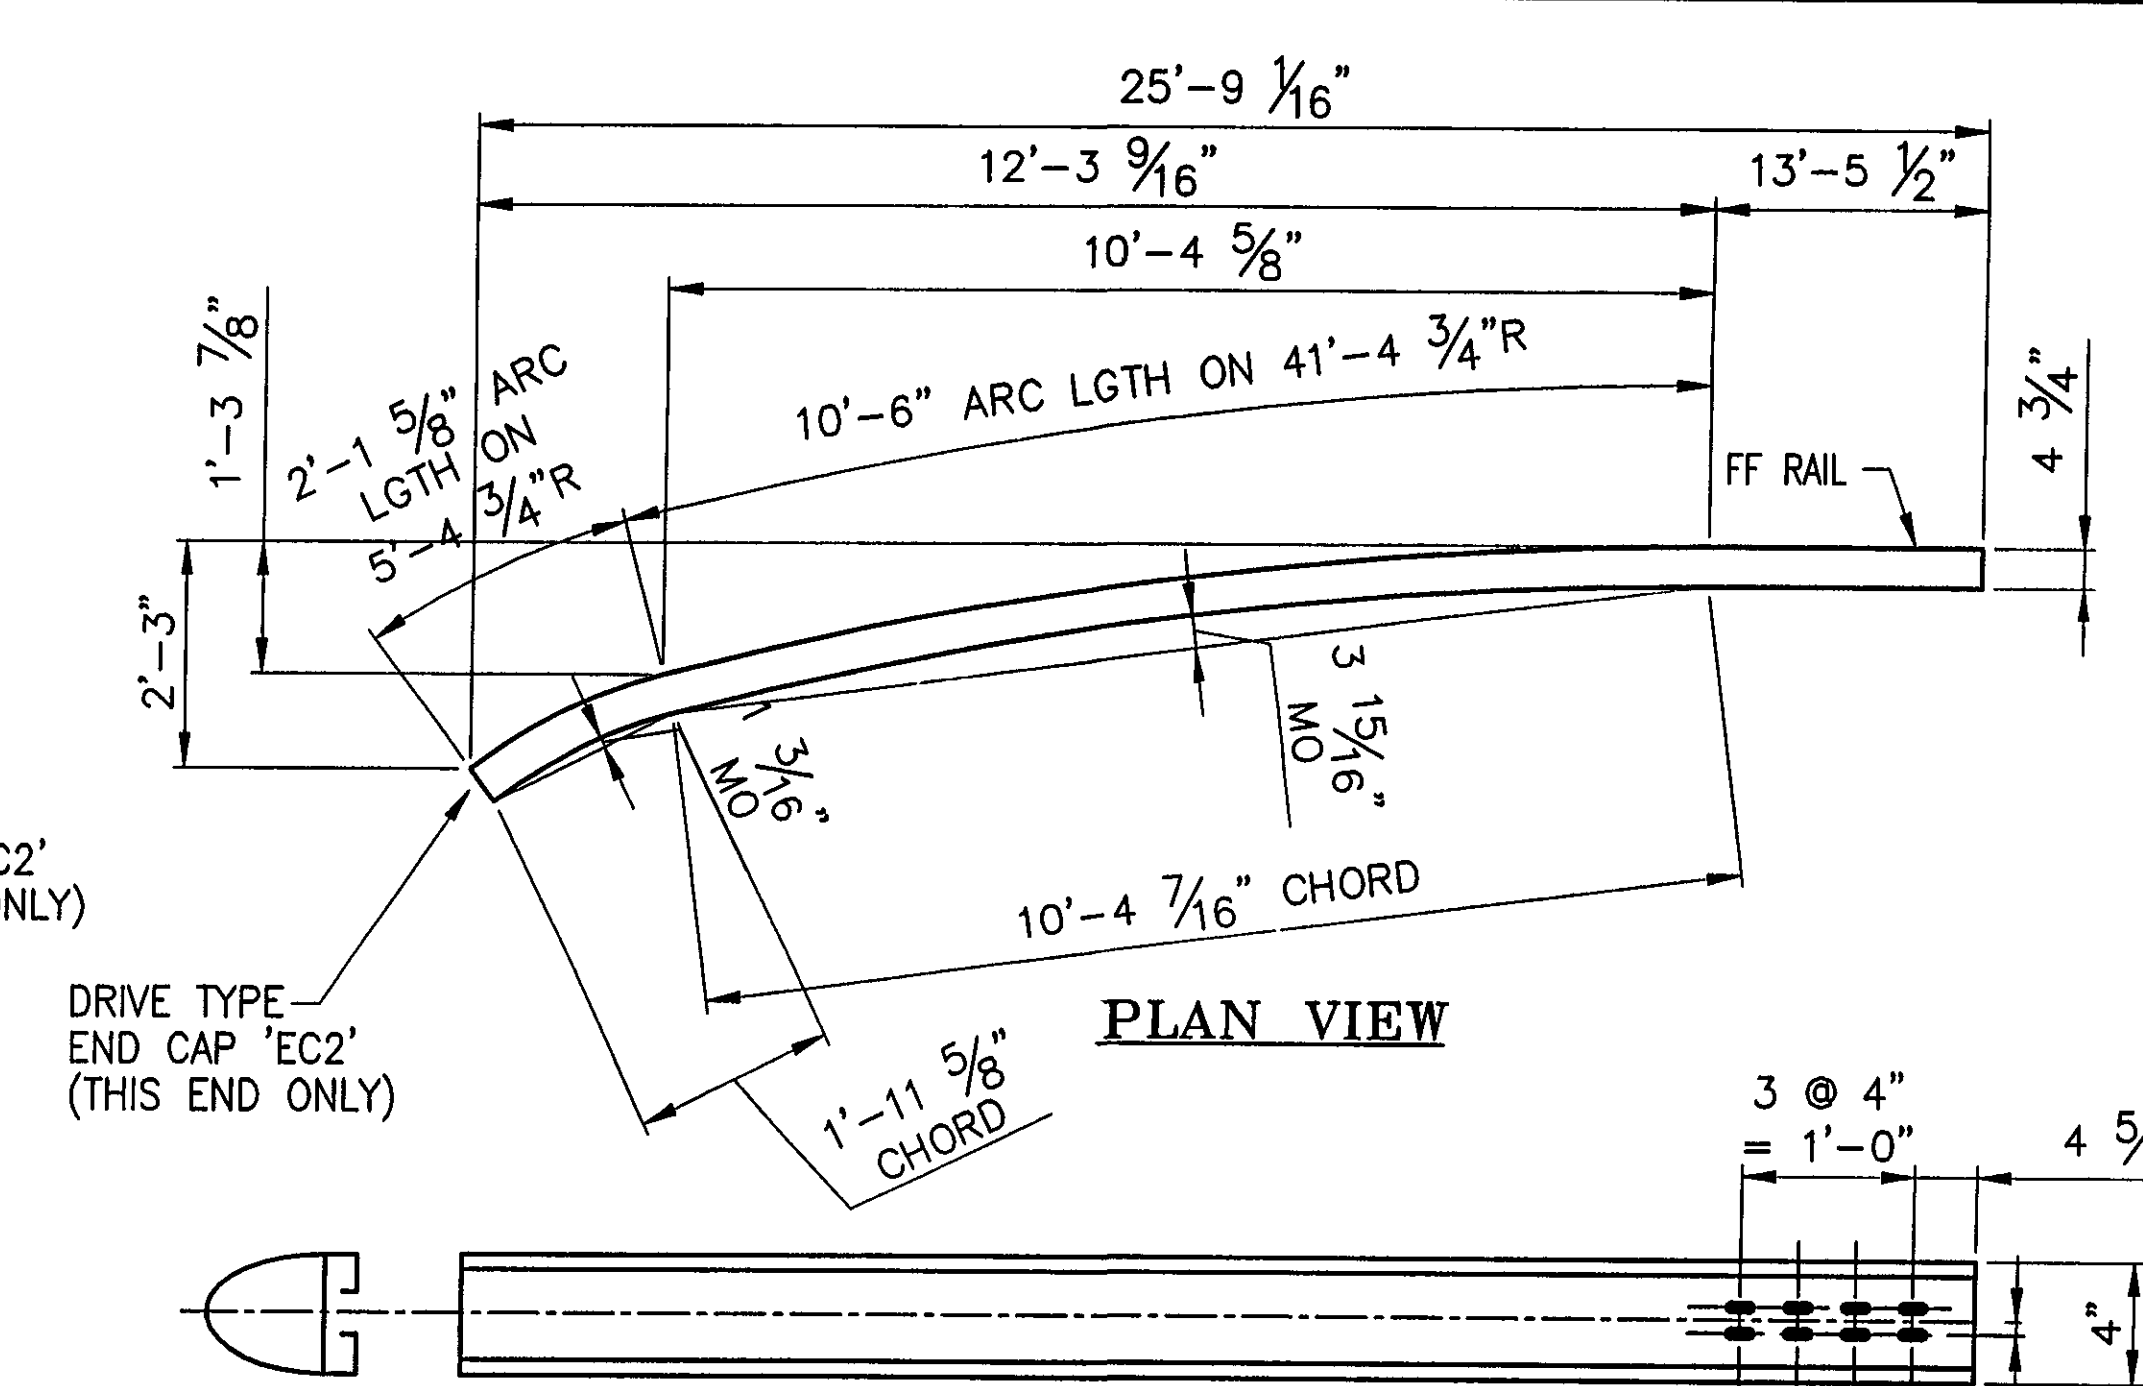 25'-9 1/16"
12'-3 9/16"
13'-5 1/2"
10'-4 5/8"
1'-3 7/8"
2'-1 5/8" ARC
LGTH ON
5'-4 3/4"R
10'-6" ARC LGTH ON 41'-4 3/4"R
4 3/4"
FF RAIL
2'-3"
1 3/16"
MO
3 15/16"
MO
C2'
NLY)
10'-4 7/16" CHORD
DRIVE TYPE
END CAP 'EC2'
(THIS END ONLY)
PLAN VIEW
1'-11 5/8"
CHORD
3 @ 4"
= 1'-0"
4 5/
4"